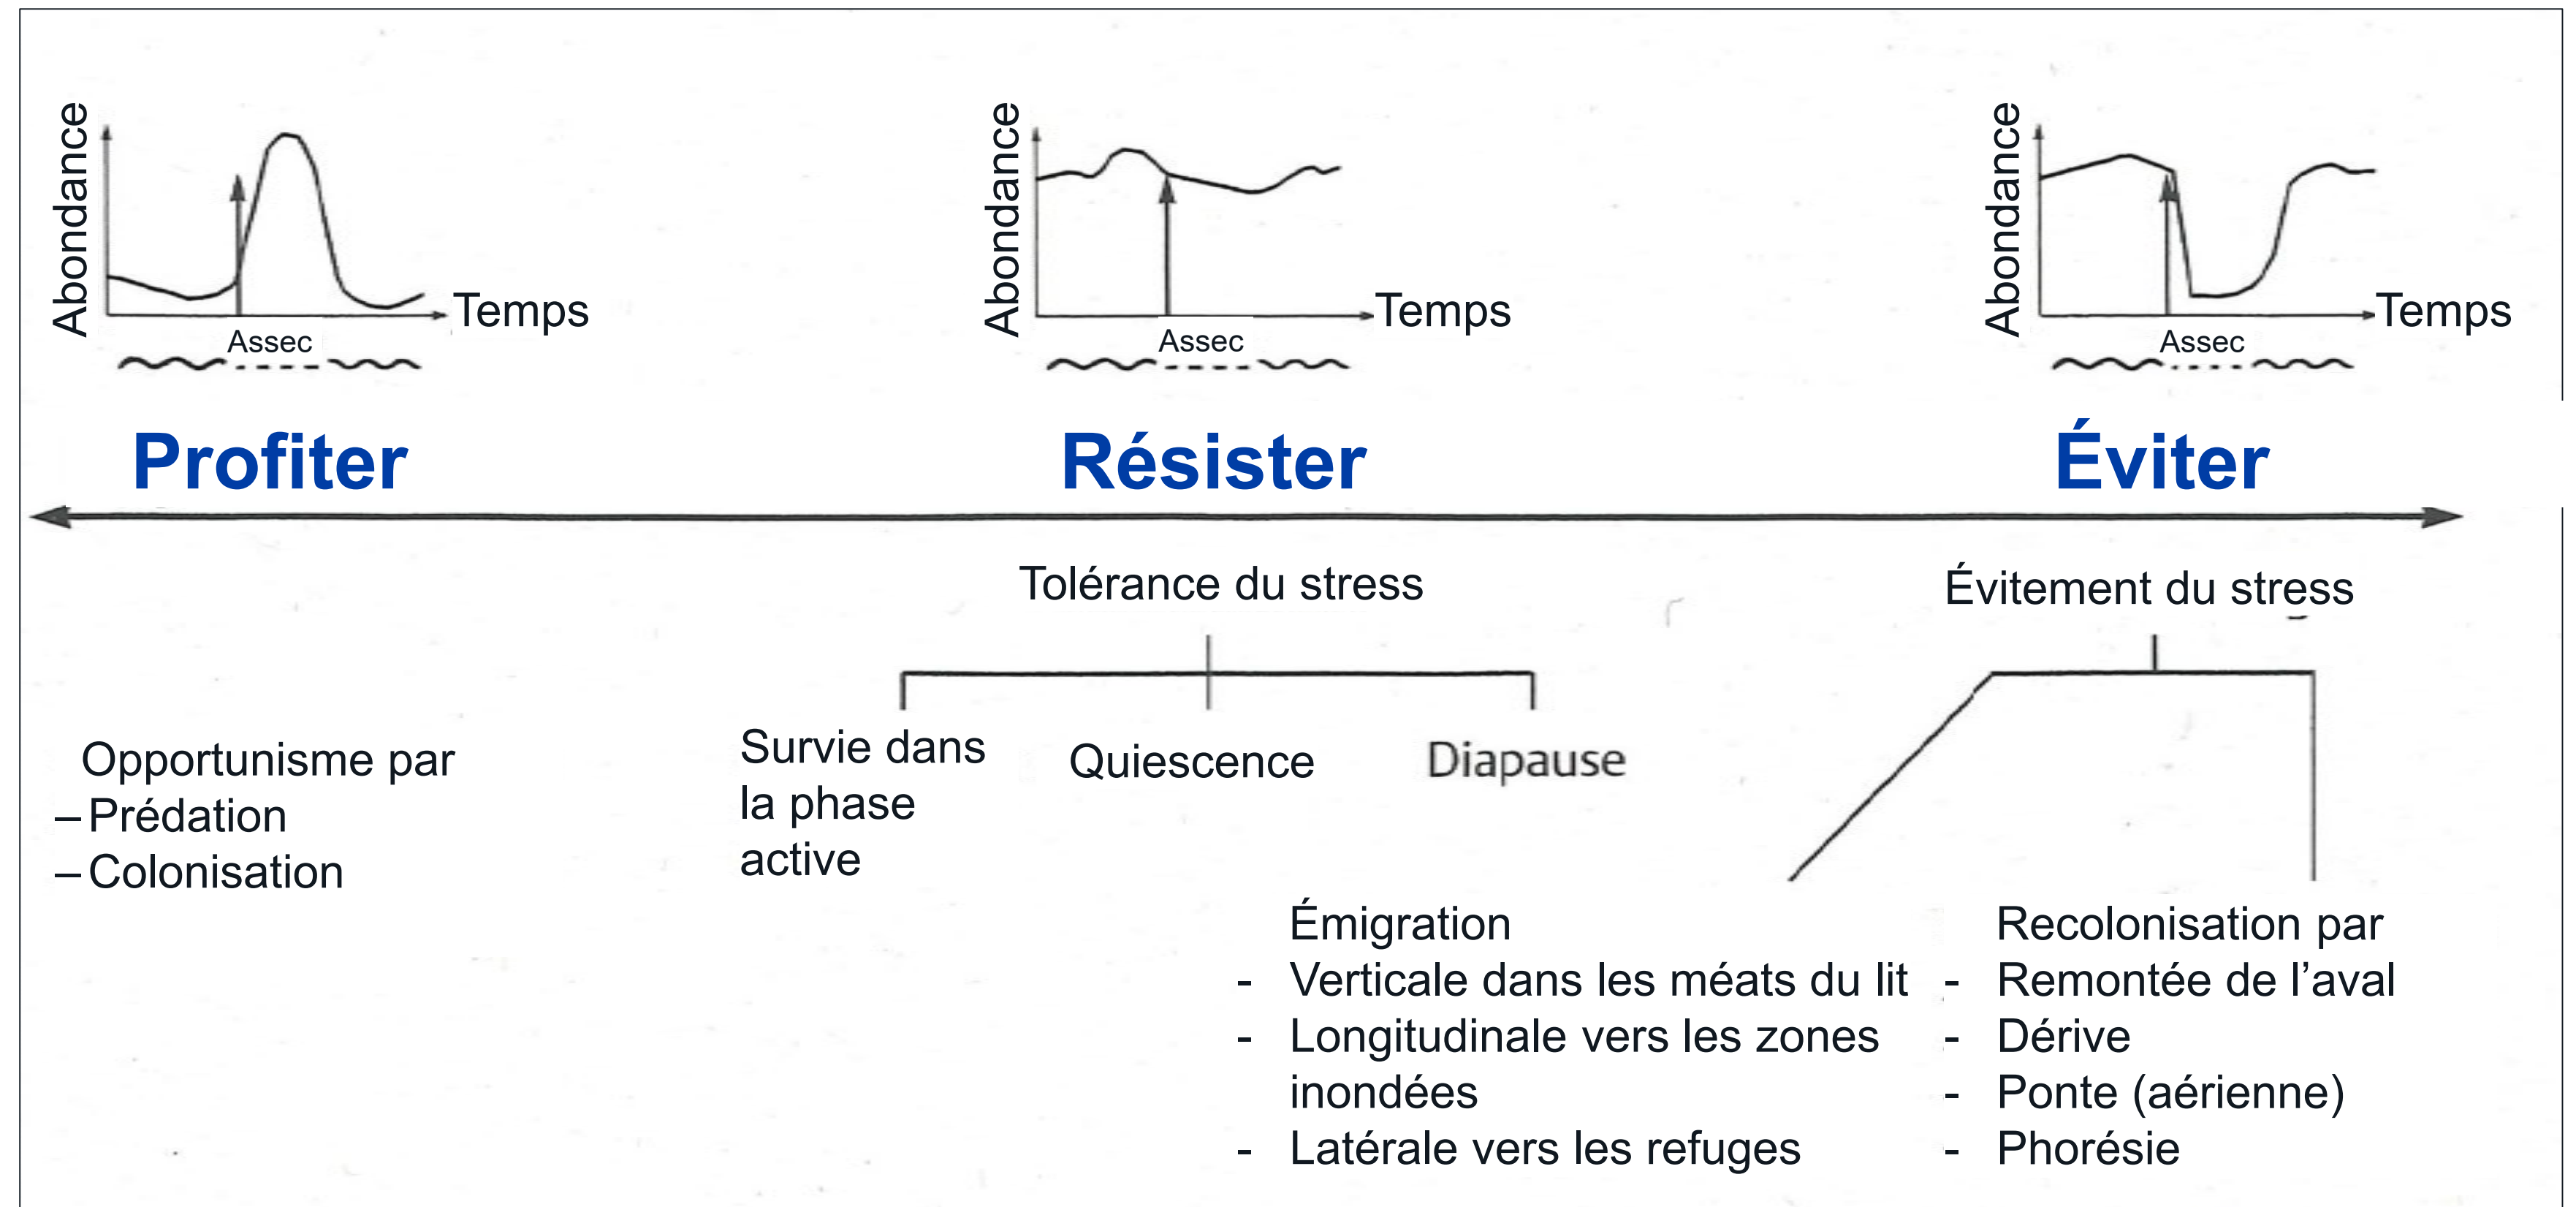 Abondance
Temps
Assec
Abondance
Temps
Assec
Abondance
Temps
Assec
Profiter
Résister
Éviter
Tolérance du stress
Évitement du stress
Opportunisme par
– Prédation
– Colonisation
Survie dans
la phase
active
Quiescence
Diapause
Émigration
- Verticale dans les méats du lit
- Longitudinale vers les zones
inondées
- Latérale vers les refuges
Recolonisation par
- Remontée de l’aval
- Dérive
- Ponte (aérienne)
- Phorésie